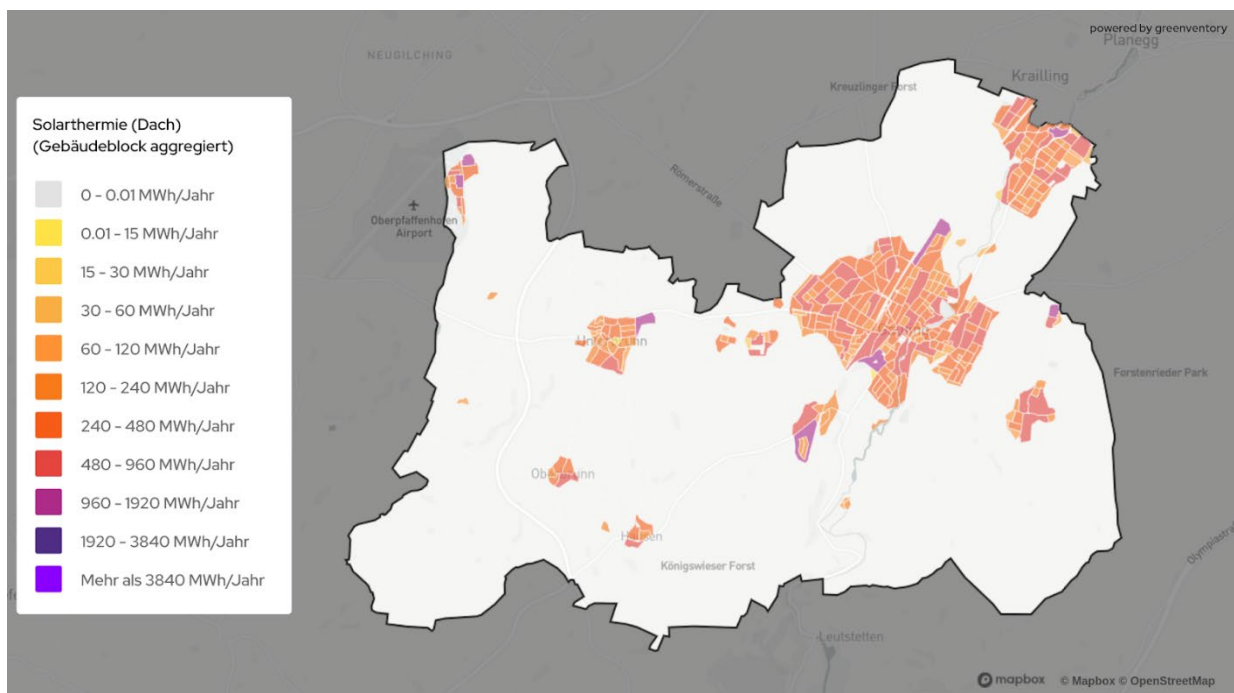 powered by greenventory
Planegg
NEUGILCHING
Krailling
Kreuzlinger Forst
Solarthermie (Dach)
(Gebäudeblock aggregiert)
0 - 0.01 MWh/Jahr
0.01 - 15 MWh/Jahr
15 - 30 MWh/Jahr
30 - 60 MWh/Jahr
60 - 120 MWh/Jahr
120 - 240 MWh/Jahr
240 - 480 MWh/Jahr
480 - 960 MWh/Jahr
960 - 1920 MWh/Jahr
1920 - 3840 MWh/Jahr
Mehr als 3840 MWh/Jahr
Römerstraße
Oberpfaffenhofen
Airport
Unterbrunn
Forstenrieder Park
Oberbrunn
Hausen
Königswieser Forst
Leutstetten
mapbox
© Mapbox © OpenStreetMap